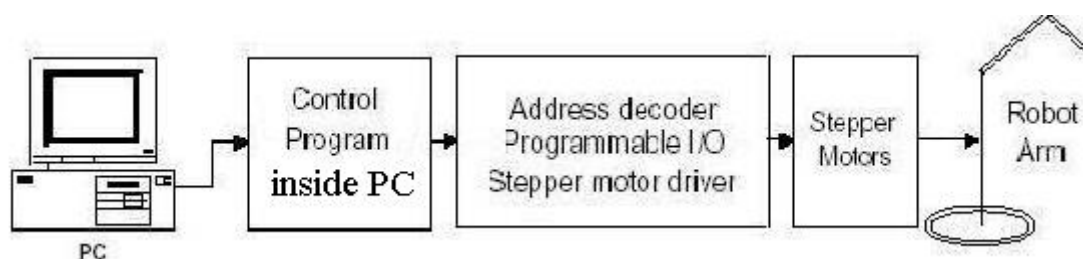 PC
Control
Program
inside PC
Address decoder
Programmable I/O
Stepper motor driver
Stepper
Motors
Robot
Arm